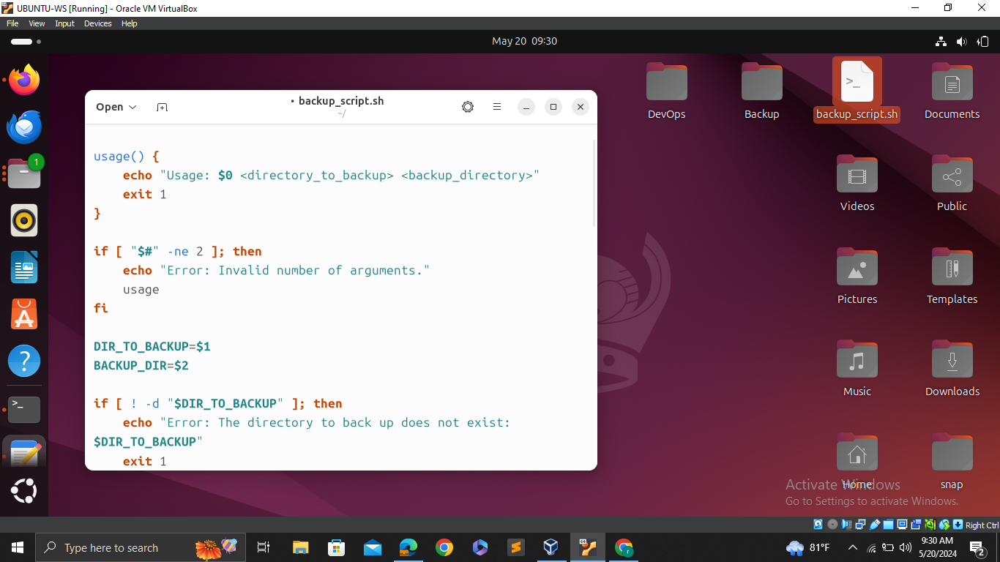 UBUNTU-WS [Running] - Oracle VM VirtualBox
File View Input Devices Help
May 20 09:30
Open
• backup_script.sh
~/
usage() {
echo "Usage: $0 <directory_to_backup> <backup_directory>"
exit 1
}
if [ "$#" -ne 2 ]; then
echo "Error: Invalid number of arguments."
usage
fi
DIR_TO_BACKUP=$1
BACKUP_DIR=$2
if [ ! -d "$DIR_TO_BACKUP" ]; then
echo "Error: The directory to back up does not exist:
$DIR_TO_BACKUP"
exit 1
1
>_
?
DevOps
Backup
>_
backup_script.sh
Documents
Videos
Public
Pictures
Templates
Music
Downloads
Home
snap
Activate Windows
Go to Settings to activate Windows.
Right Ctrl
Type here to search
81°F
9:30 AM
5/20/2024
2